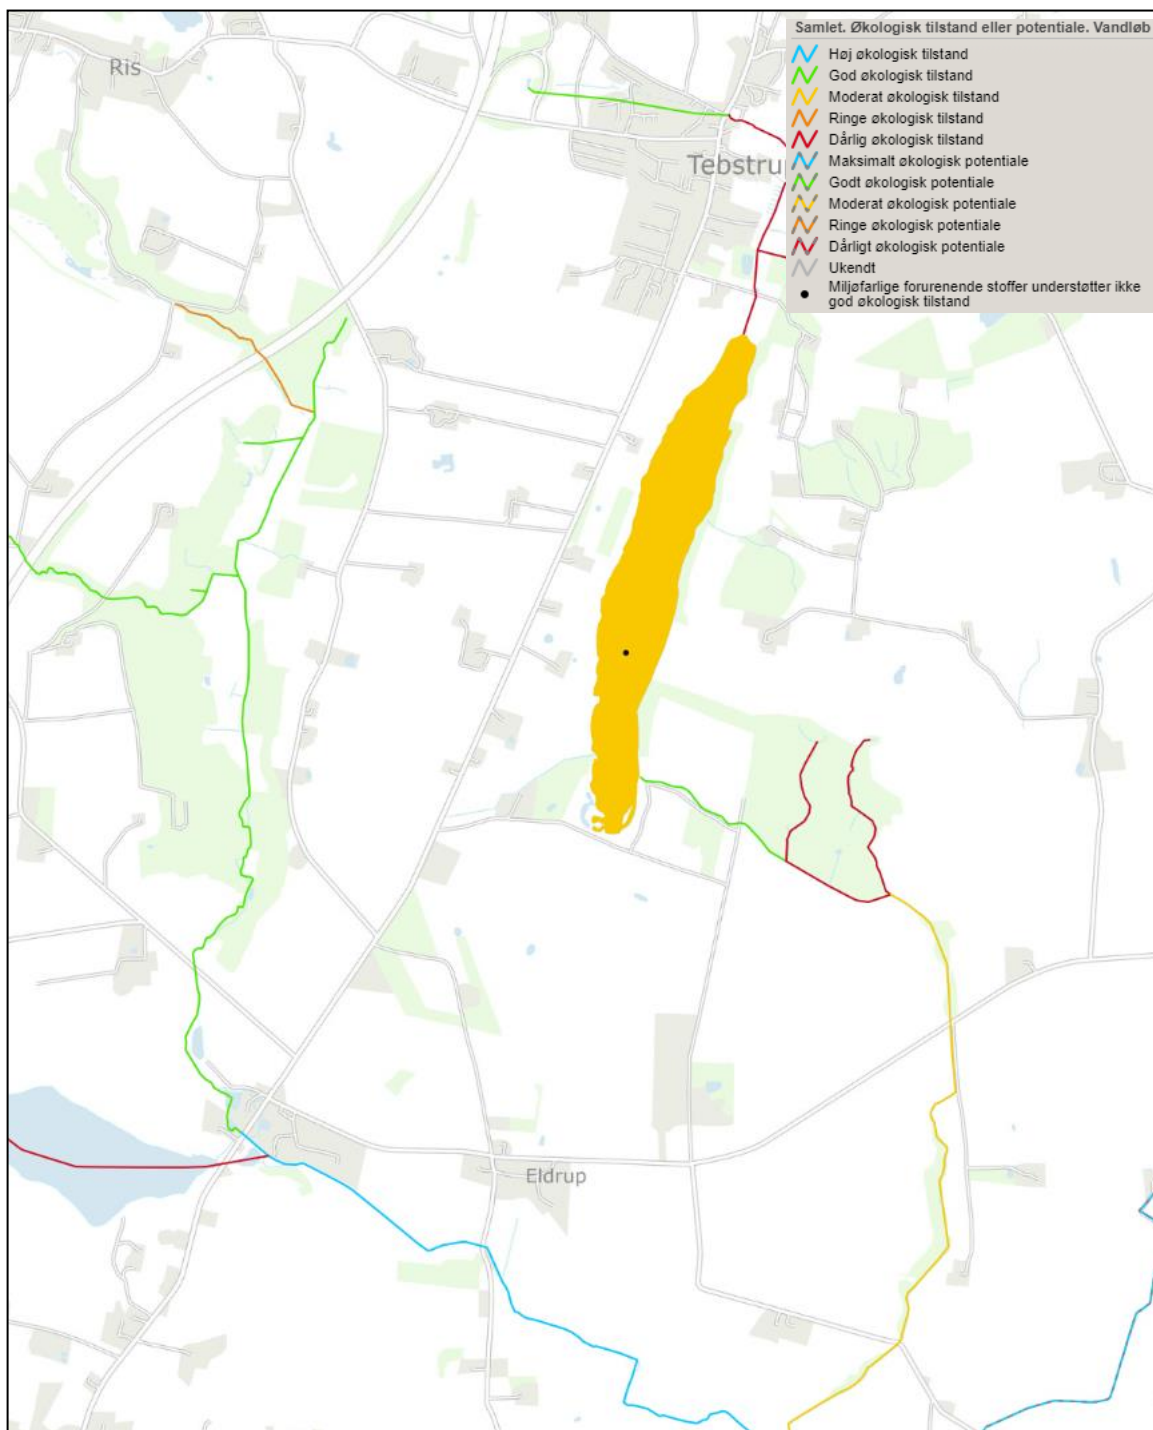 Samlet. Økologisk tilstand eller potentiale. Vandløb
Høj økologisk tilstand
God økologisk tilstand
Moderat økologisk tilstand
Ringe økologisk tilstand
Dårlig økologisk tilstand
Maksimalt økologisk potentiale
Godt økologisk potentiale
Moderat økologisk potentiale
Ringe økologisk potentiale
Dårligt økologisk potentiale
Ukendt
Miljøfarlige forurenende stoffer understøtter ikke
god økologisk tilstand
Ris
Tebstru
Eldrup